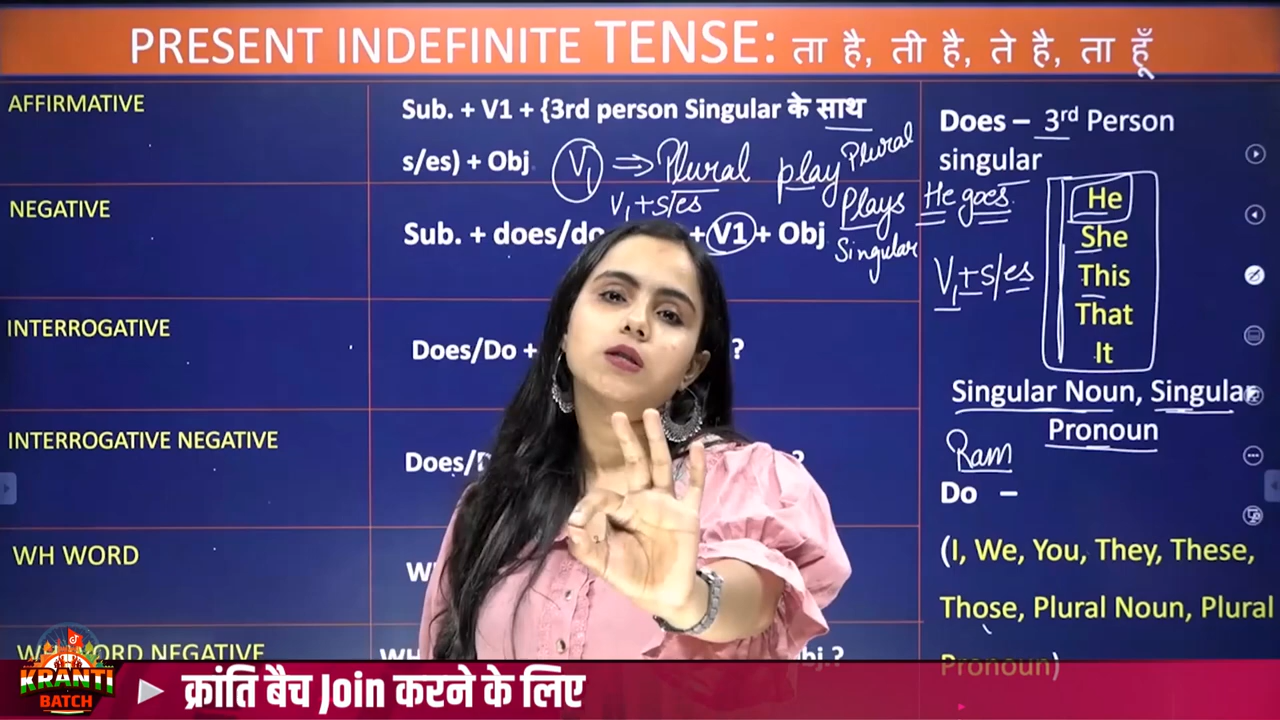 PRESENT INDEFINITE TENSE: ता है, ती है, ते है, ता हूँ
AFFIRMATIVE
Sub. + V1 + {3rd person Singular के साथ
s/es) + Obj
V1 ⇒ Plural play Plural
V1+s/es
Plays
Singular
NEGATIVE
Sub. + does/do + V1 + Obj
INTERROGATIVE
Does/Do + ?
INTERROGATIVE NEGATIVE
Does/D ?
WH WORD
W
WORD NEGATIVE
WH bj.?
Does – 3rd Person
singular
He goes.
V1+s/es
He
She
This
That
It
Singular Noun, Singular
Pronoun
Ram
Do –
(I, We, You, They, These,
Those, Plural Noun, Plural
Pronoun)
KRANTI
BATCH
क्रांति बैच Join करने के लिए